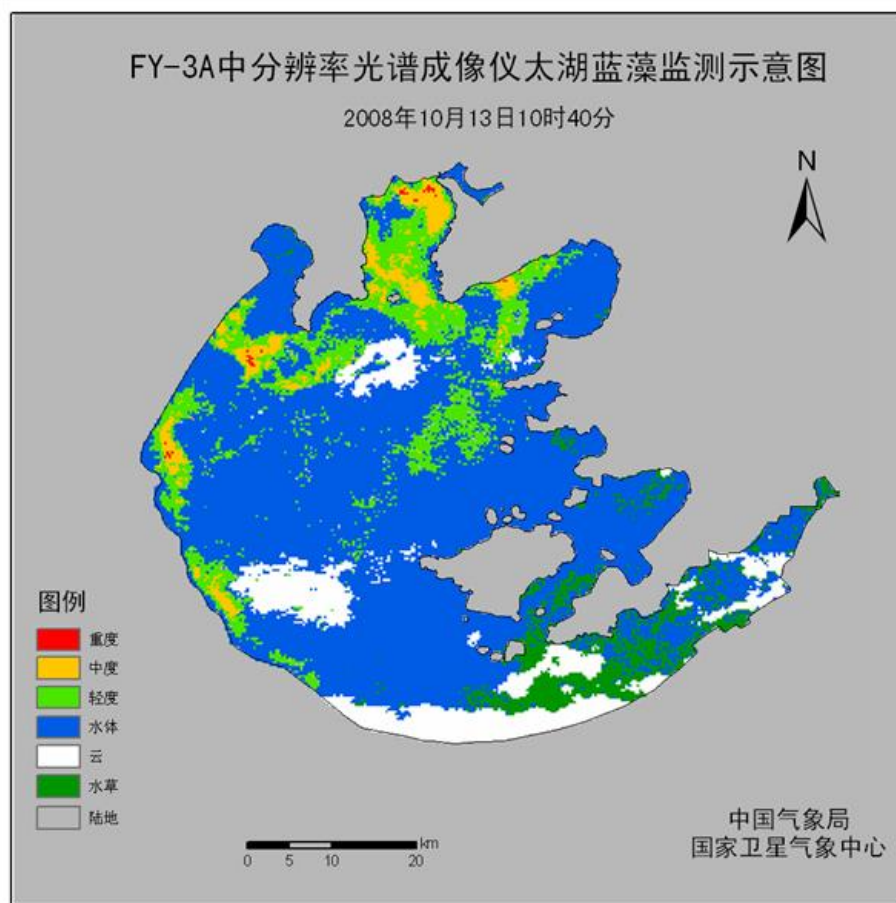 FY-3A中分辨率光谱成像仪太湖蓝藻监测示意图
2008年10月13日10时40分
N
图例
重度
中度
轻度
水体
云
水草
陆地
km
0 5 10 20
中国气象局
国家卫星气象中心